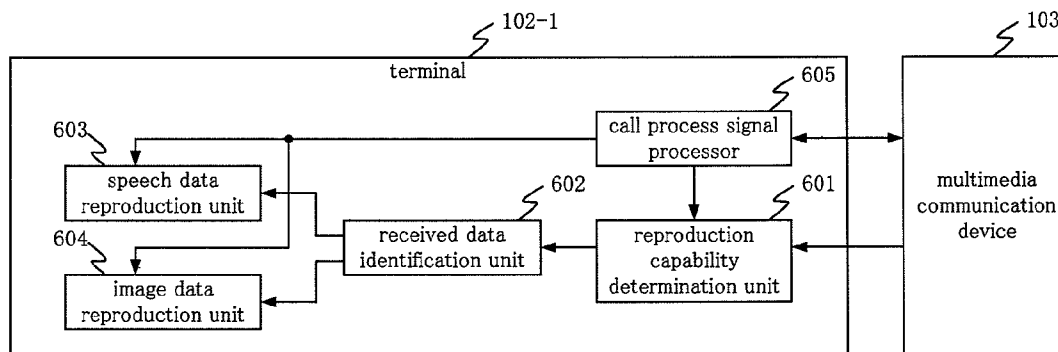 102-1
103
terminal
605
603
call process signal
processor
speech data
reproduction unit
602
601
multimedia
communication
device
604
received data
identification unit
reproduction
capability
determination unit
image data
reproduction unit